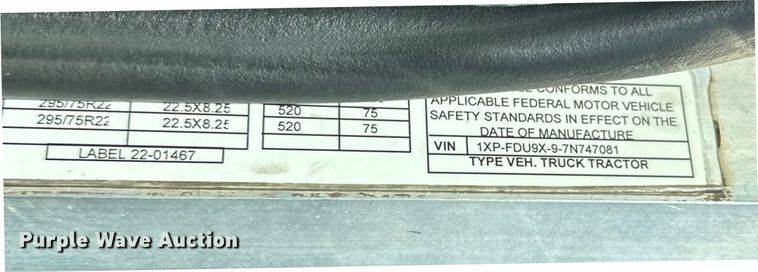 295/75R22 22.5X8.25 520 75
295/75R22 22.5X8.25 520 75
LABEL 22-01467
CONFORMS TO ALL
APPLICABLE FEDERAL MOTOR VEHICLE
SAFETY STANDARDS IN EFFECT ON THE
DATE OF MANUFACTURE
VIN 1XP-FDU9X-9-7N747081
TYPE VEH. TRUCK TRACTOR
Purple Wave Auction